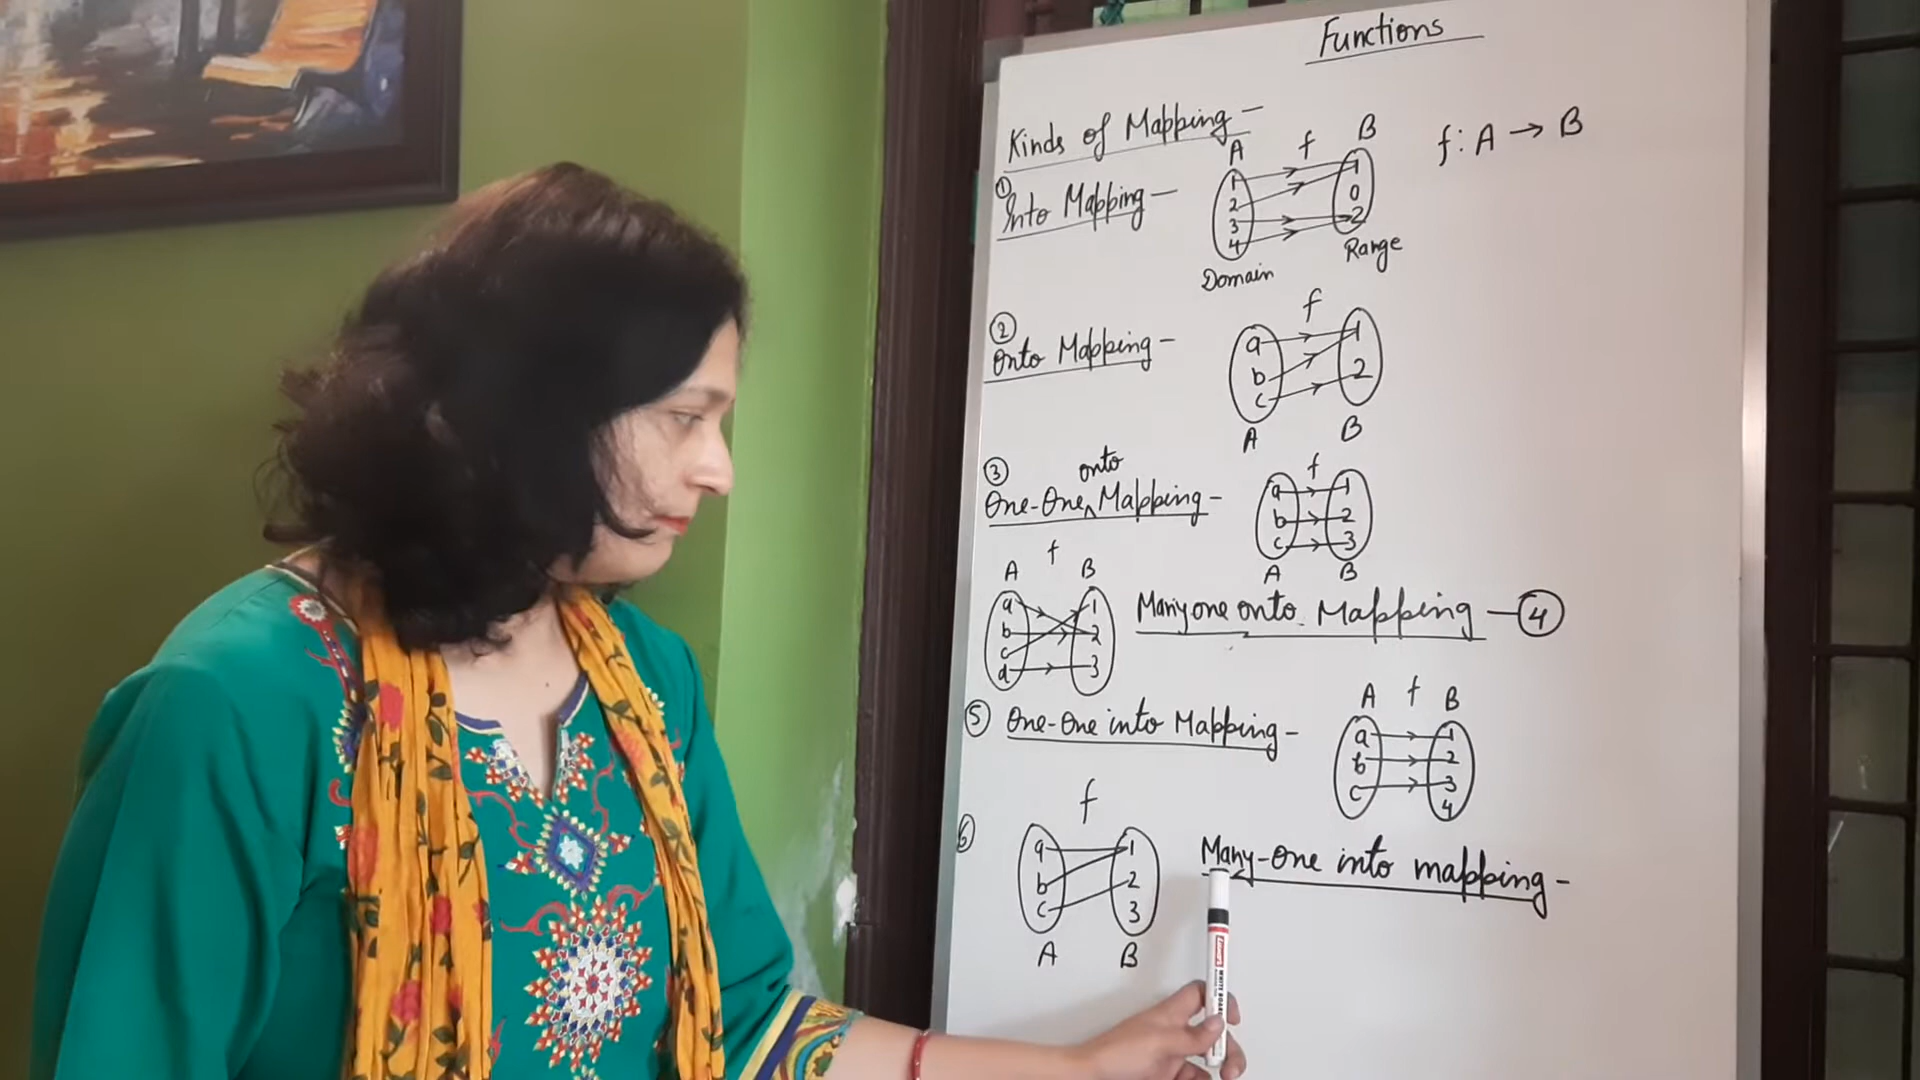 Functions
Kinds of Mapping -
f: A → B
① Into Mapping -
A f B
1 1
2 0
3 2
4
Domain Range
②
Onto Mapping -
f
a 1
b 2
c
A B
③ onto
One-One ^ Mapping -
f
a 1
b 2
c 3
A B
A f B
a 1
b 2
c 3
d
Many one onto Mapping - ④
⑤ One-One into Mapping -
A f B
a 1
b 2
c 3
4
⑥
f
a 1
b 2
c 3
A B
Many-One into mapping -
WHITE BOARD